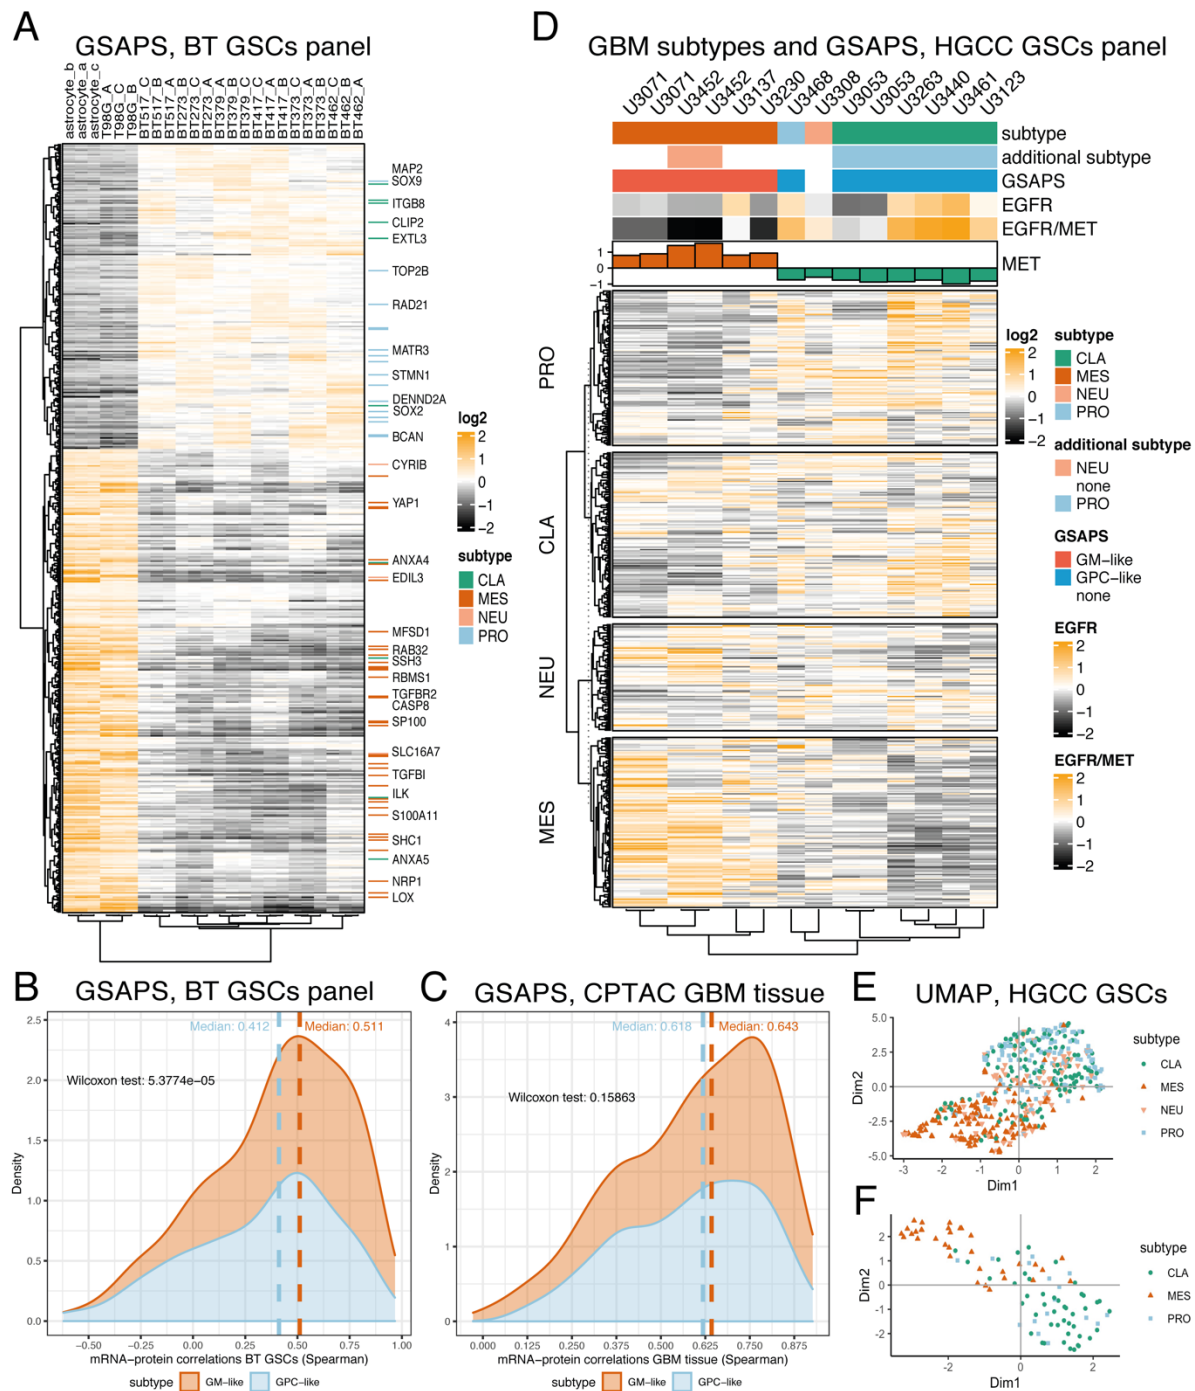 A
GSAPS, BT GSCs panel
astrocyte_b
astrocyte_a
astrocyte_c
T98G_A
T98G_C
T98G_B
BT517_C
BT517_B
BT517_A
BT273_B
BT273_C
BT273_A
BT379_A
BT379_B
BT379_C
BT417_C
BT417_A
BT417_B
BT373_C
BT373_A
BT373_B
BT462_C
BT462_B
BT462_A
MAP2
SOX9
ITGB8
CLIP2
EXTL3
TOP2B
RAD21
MATR3
STMN1
DENND2A
SOX2
BCAN
CYRIB
YAP1
ANXA4
EDIL3
MFSD1
RAB32
SSH3
RBMS1
TGFBR2
CASP8
SP100
SLC16A7
TGFBI
ILK
S100A11
SHC1
ANXA5
NRP1
LOX
log2
2
1
0
−1
−2
subtype
CLA
MES
NEU
PRO
D
GBM subtypes and GSAPS, HGCC GSCs panel
U3071
U3071
U3452
U3452
U3137
U3230
U3468
U3308
U3053
U3053
U3263
U3440
U3461
U3123
subtype
additional subtype
GSAPS
EGFR
EGFR/MET
1
0
−1
MET
PRO
CLA
NEU
MES
log2
2
1
0
−1
−2
subtype
CLA
MES
NEU
PRO
additional subtype
NEU
none
PRO
GSAPS
GM−like
GPC−like
none
EGFR
2
1
0
−1
−2
EGFR/MET
2
1
0
−1
−2
B
GSAPS, BT GSCs panel
Median: 0.412
Median: 0.511
Wilcoxon test: 5.3774e−05
Density
2.5
2.0
1.5
1.0
0.5
0.0
−0.50
−0.25
0.00
0.25
0.50
0.75
1.00
mRNA−protein correlations BT GSCs (Spearman)
subtype GM−like GPC−like
C
GSAPS, CPTAC GBM tissue
Median: 0.618
Median: 0.643
Wilcoxon test: 0.15863
Density
4
3
2
1
0
0.000
0.125
0.250
0.375
0.500
0.625
0.750
0.875
mRNA−protein correlations GBM tissue (Spearman)
subtype GM−like GPC−like
E
UMAP, HGCC GSCs
Dim2
5.0
2.5
0.0
-2.5
-5.0
-3
-2
-1
0
1
2
Dim1
subtype
CLA
MES
NEU
PRO
F
Dim2
2
1
0
-1
-2
-2
0
2
Dim1
subtype
CLA
MES
PRO